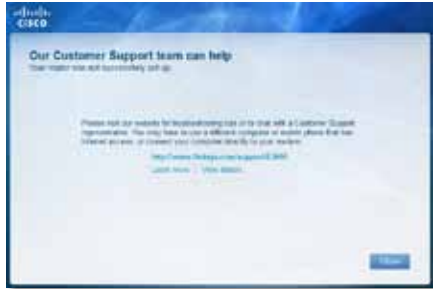 CISCO
Our Customer Support team can help
Your router was not successfully set up.
Please visit our website for troubleshooting tips or to chat with a Customer Support
representative. You may have to use a different computer or mobile phone that has
Internet access, or connect your computer directly to your modem.
Learn more | View details
Close